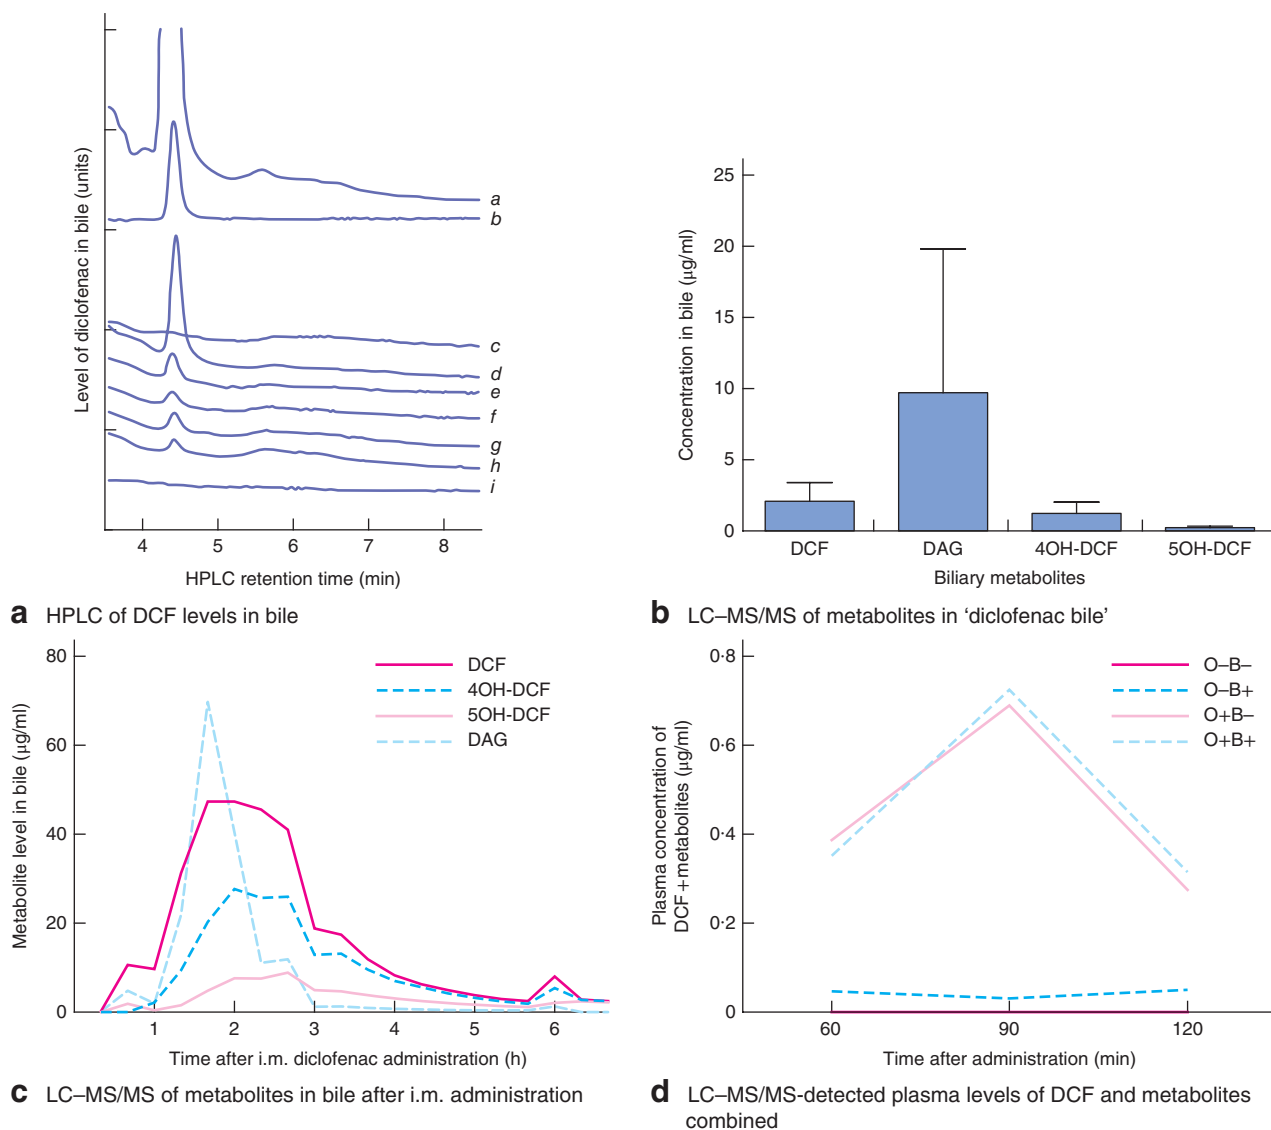 Level of diclofenac in bile (units)
a
b
c
d
e
f
g
h
i
4 5 6 7 8
HPLC retention time (min)
a HPLC of DCF levels in bile
Concentration in bile (µg/ml)
25
20
15
10
5
0
DCF DAG 4OH-DCF 5OH-DCF
Biliary metabolites
b LC–MS/MS of metabolites in ‘diclofenac bile’
Metabolite level in bile (µg/ml)
80
60
40
20
0
DCF
4OH-DCF
5OH-DCF
DAG
1 2 3 4 5 6
Time after i.m. diclofenac administration (h)
c LC–MS/MS of metabolites in bile after i.m. administration
Plasma concentration of
DCF+metabolites (µg/ml)
0·8
0·6
0·4
0·2
0
O–B–
O–B+
O+B–
O+B+
60 90 120
Time after administration (min)
d LC–MS/MS-detected plasma levels of DCF and metabolites
combined